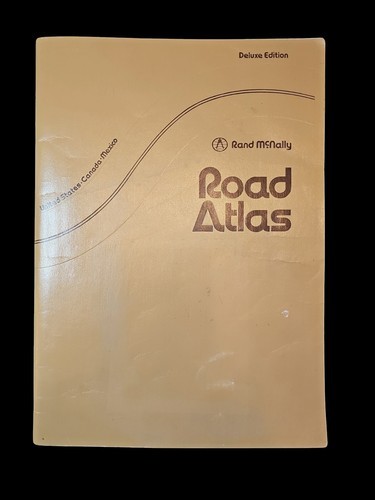 Deluxe Edition
United States·Canada·Mexico
Rand McNally
Road
Atlas